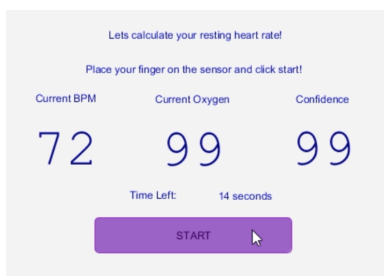 Lets calculate your resting heart rate!
Place your finger on the sensor and click start!
Current BPM Current Oxygen Confidence
72 99 99
Time Left: 14 seconds
START